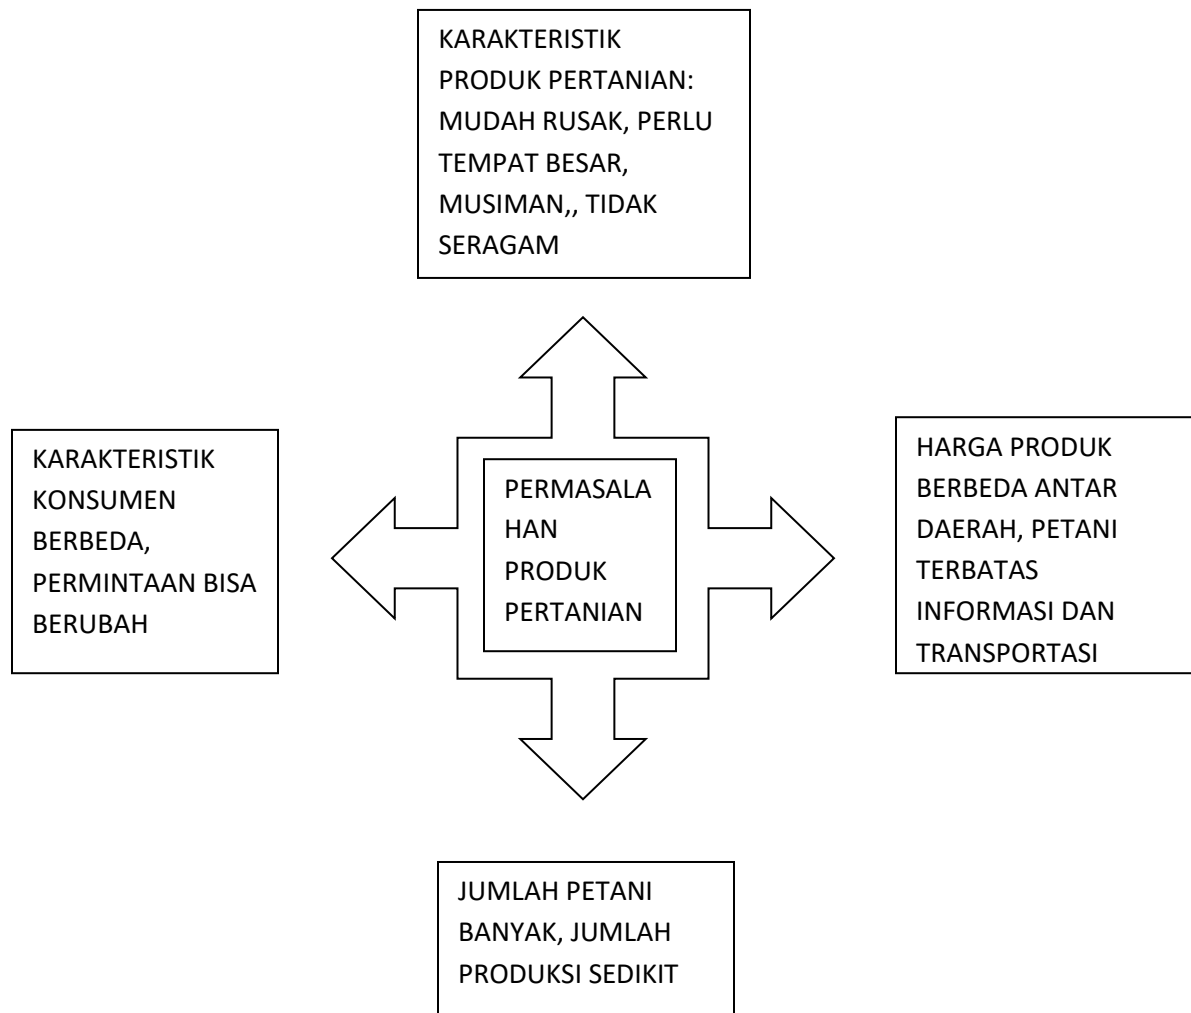 KARAKTERISTIK
PRODUK PERTANIAN:
MUDAH RUSAK, PERLU
TEMPAT BESAR,
MUSIMAN,, TIDAK
SERAGAM
KARAKTERISTIK
KONSUMEN
BERBEDA,
PERMINTAAN BISA
BERUBAH
PERMASALA
HAN
PRODUK
PERTANIAN
HARGA PRODUK
BERBEDA ANTAR
DAERAH, PETANI
TERBATAS
INFORMASI DAN
TRANSPORTASI
JUMLAH PETANI
BANYAK, JUMLAH
PRODUKSI SEDIKIT